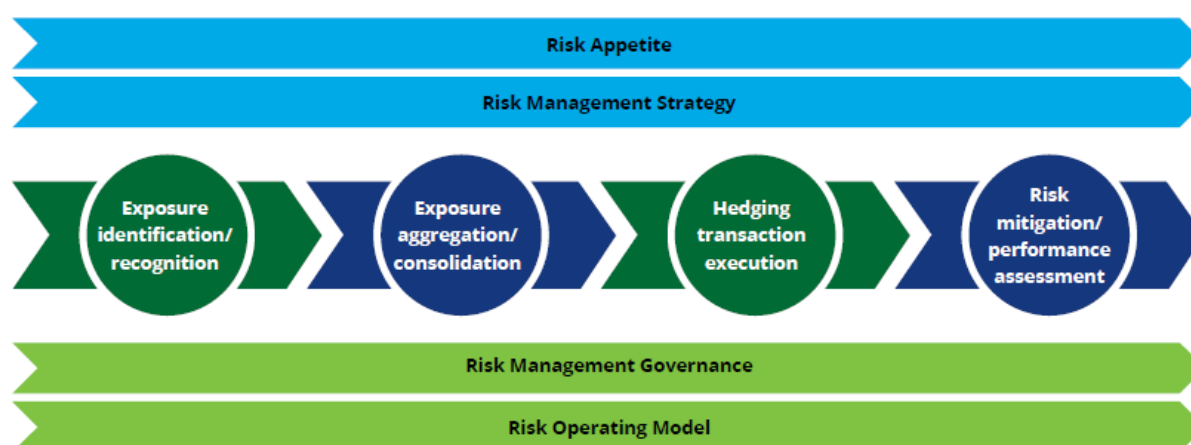 Risk Appetite
Risk Management Strategy
Exposure
identification/
recognition
Exposure
aggregation/
consolidation
Hedging
transaction
execution
Risk
mitigation/
performance
assessment
Risk Management Governance
Risk Operating Model